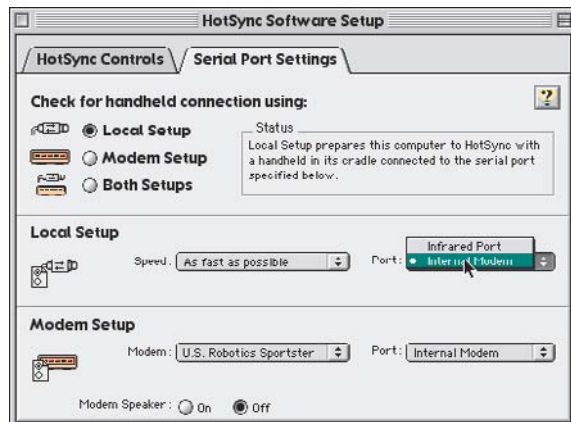 HotSync Software Setup
HotSync Controls
Serial Port Settings
Check for handheld connection using:
?
Local Setup
Modem Setup
Both Setups
Status
Local Setup prepares this computer to HotSync with
a handheld in its cradle connected to the serial port
specified below.
Local Setup
Speed: As fast as possible
Port:
Infrared Port
Internal Modem
Modem Setup
Modem: U.S. Robotics Sportster
Port: Internal Modem
Modem Speaker: On Off